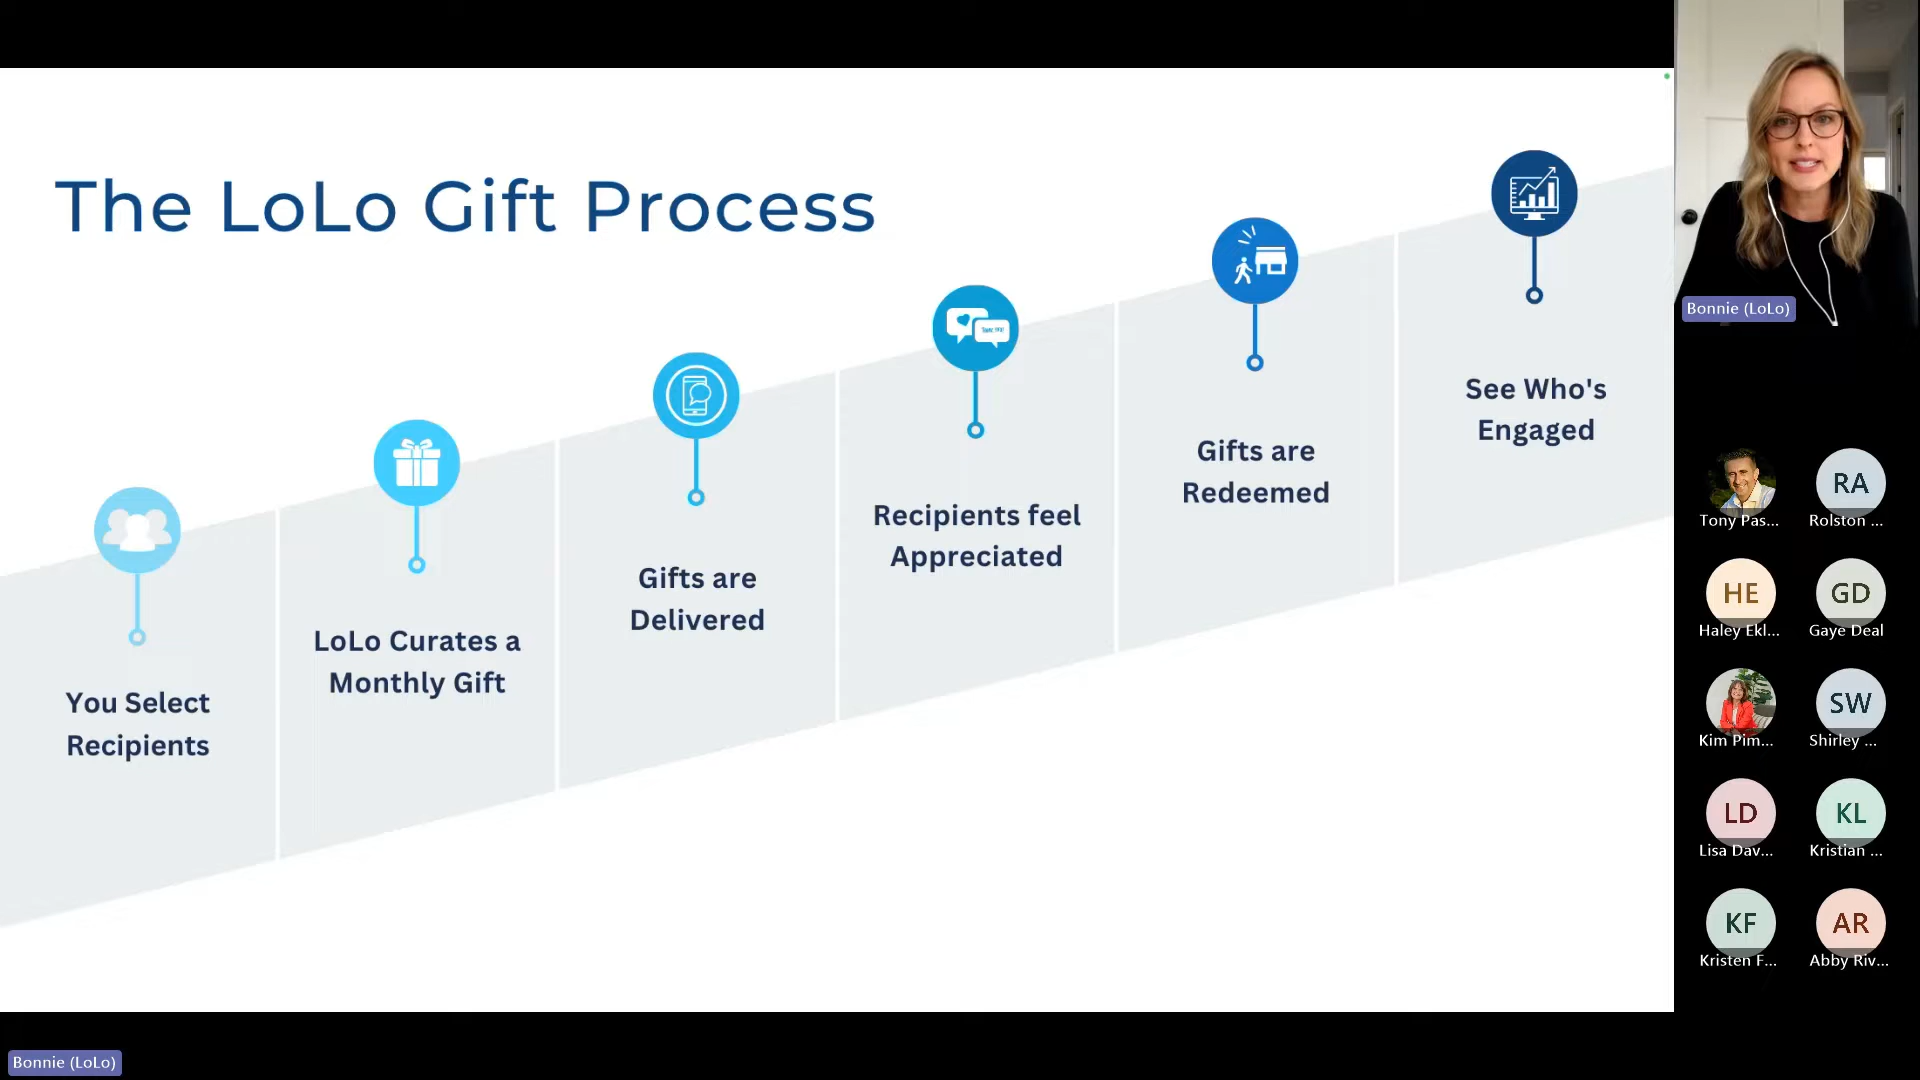 The LoLo Gift Process
You Select
Recipients
LoLo Curates a
Monthly Gift
Gifts are
Delivered
Recipients feel
Appreciated
Gifts are
Redeemed
See Who's
Engaged
Bonnie (LoLo)
RA
Tony Pas...
Rolston ...
HE
GD
Haley Ekl...
Gaye Deal
SW
Kim Pim...
Shirley ...
LD
KL
Lisa Dav...
Kristian ...
KF
AR
Kristen F...
Abby Riv...
Bonnie (LoLo)